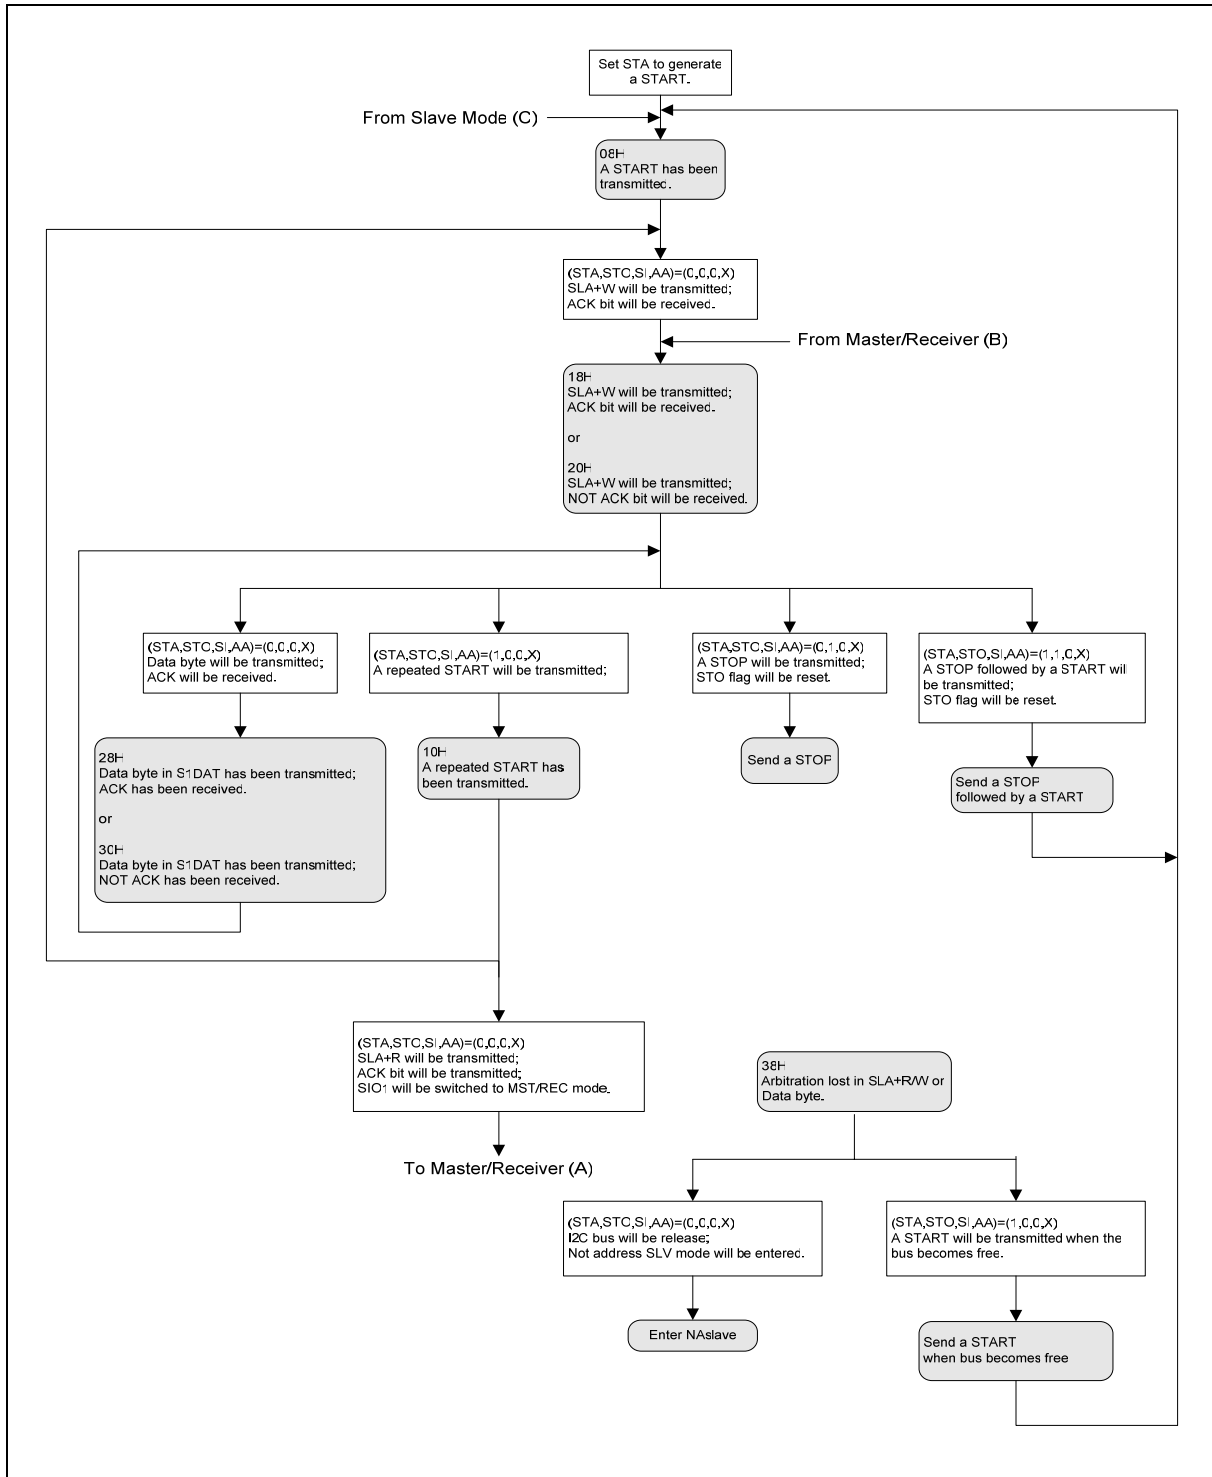 Set STA to generate
a START.
From Slave Mode (C)
08H
A START has been
transmitted.
(STA,STO,SI,AA)=(0,0,0,X)
SLA+W will be transmitted;
ACK bit will be received.
From Master/Receiver (B)
18H
SLA+W will be transmitted;
ACK bit will be received.
or
20H
SLA+W will be transmitted;
NOT ACK bit will be received.
(STA,STO,SI,AA)=(0,0,0,X)
Data byte will be transmitted;
ACK will be received.
(STA,STO,SI,AA)=(1,0,0,X)
A repeated START will be transmitted;
(STA,STO,SI,AA)=(0,1,0,X)
A STOP will be transmitted;
STO flag will be reset.
(STA,STO,SI,AA)=(1,1,0,X)
A STOP followed by a START will
be transmitted;
STO flag will be reset.
28H
Data byte in S1DAT has been transmitted;
ACK has been received.
or
30H
Data byte in S1DAT has been transmitted;
NOT ACK has been received.
10H
A repeated START has
been transmitted.
Send a STOP
Send a STOP
followed by a START
(STA,STO,SI,AA)=(0,0,0,X)
SLA+R will be transmitted;
ACK bit will be transmitted;
SIO1 will be switched to MST/REC mode.
To Master/Receiver (A)
38H
Arbitration lost in SLA+R/W or
Data byte.
(STA,STO,SI,AA)=(0,0,0,X)
I2C bus will be release;
Not address SLV mode will be entered.
(STA,STO,SI,AA)=(1,0,0,X)
A START will be transmitted when the
bus becomes free.
Enter NAslave
Send a START
when bus becomes free